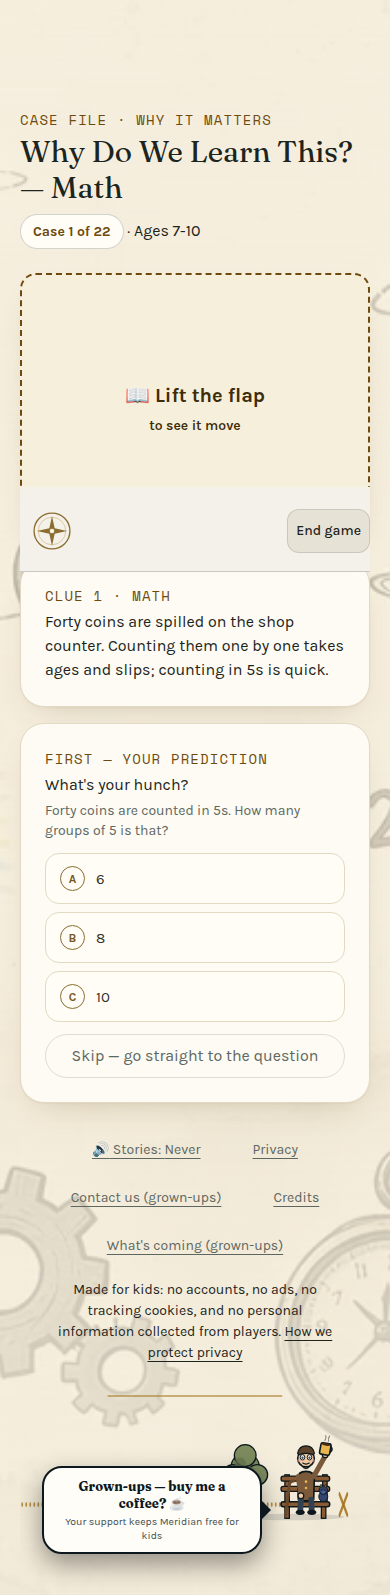 CASE FILE · WHY IT MATTERS
Why Do We Learn This?
— Math
Case 1 of 22 · Ages 7-10
📖 Lift the flap
to see it move
End game
CLUE 1 · MATH
Forty coins are spilled on the shop
counter. Counting them one by one takes
ages and slips; counting in 5s is quick.
FIRST — YOUR PREDICTION
What's your hunch?
Forty coins are counted in 5s. How many
groups of 5 is that?
A 6
B 8
C 10
Skip — go straight to the question
🔊 Stories: Never Privacy
Contact us (grown-ups) Credits
What's coming (grown-ups)
Made for kids: no accounts, no ads, no
tracking cookies, and no personal
information collected from players. How we
protect privacy
Grown-ups — buy me a
coffee? ☕
Your support keeps Meridian free for
kids